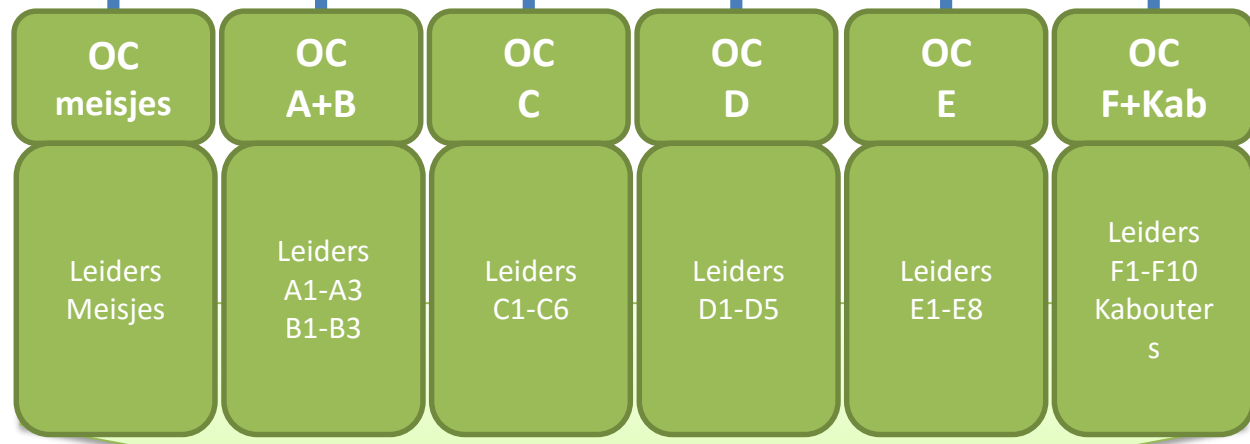 OC
meisjes
OC
A+B
OC
C
OC
D
OC
E
OC
F+Kab
Leiders
Meisjes
Leiders
A1-A3
B1-B3
Leiders
C1-C6
Leiders
D1-D5
Leiders
E1-E8
Leiders
F1-F10
Kabouter
s